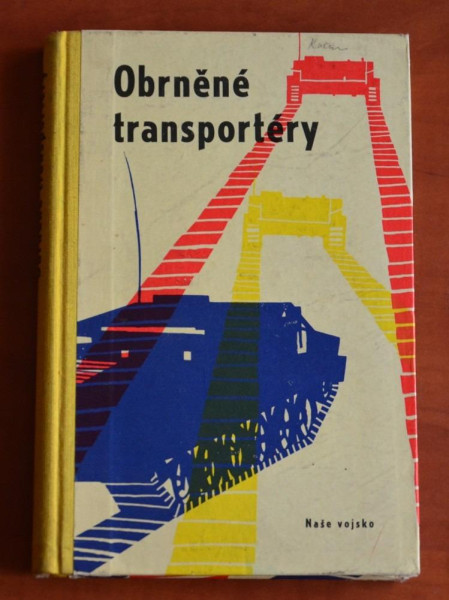 Obrněné
transportéry
Naše vojsko